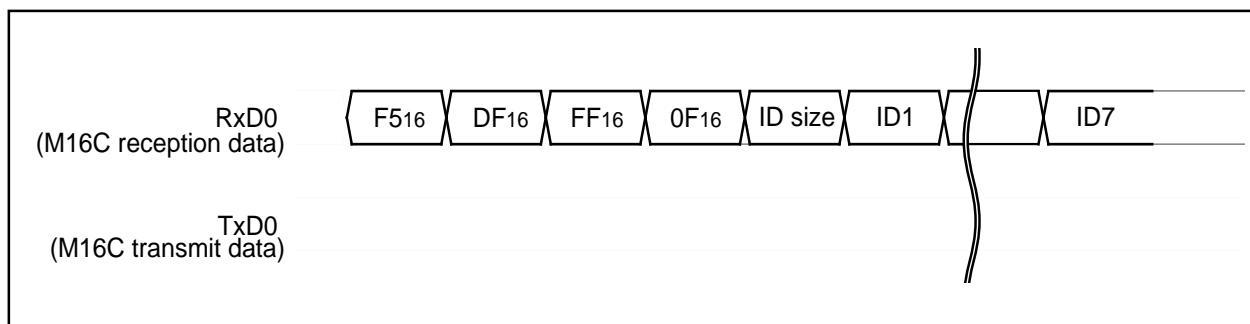 RxD0
(M16C reception data)
F516 DF16 FF16 0F16 ID size ID1 ID7
TxD0
(M16C transmit data)